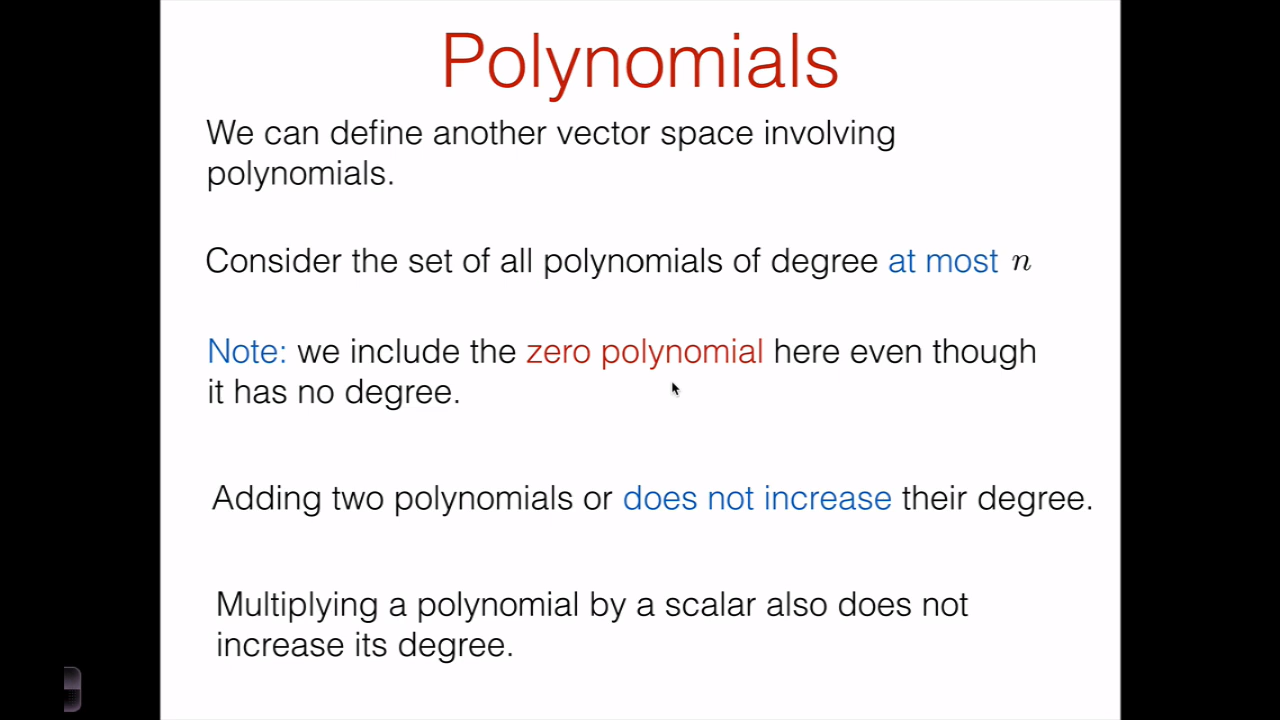 Polynomials
We can define another vector space involving
polynomials.
Consider the set of all polynomials of degree at most n
Note: we include the zero polynomial here even though
it has no degree.
Adding two polynomials or does not increase their degree.
Multiplying a polynomial by a scalar also does not
increase its degree.